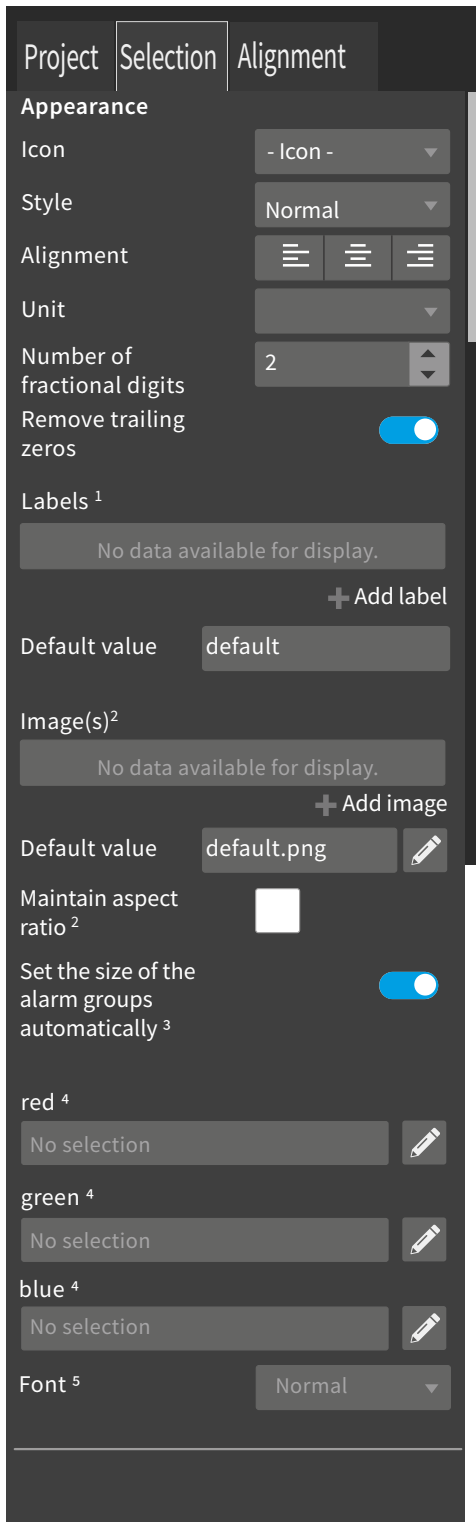 Project Selection Alignment
Appearance
Icon - Icon -
Style Normal
Alignment
Unit
Number of
fractional digits 2
Remove trailing
zeros
Labels ¹
No data available for display.
Add label
Default value default
Image(s)²
No data available for display.
Add image
Default value default.png
Maintain aspect
ratio ²
Set the size of the
alarm groups
automatically ³
red ⁴
No selection
green ⁴
No selection
blue ⁴
No selection
Font ⁵ Normal